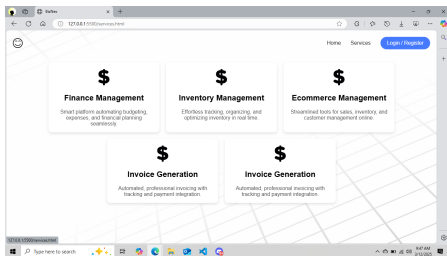 127.0.0.1:5500/services.html
Home Services Login / Register
$ $ $
Finance Management Inventory Management Ecommerce Management
Smart platform automating budgeting, Effortless tracking, organizing, and Streamlined tools for sales, inventory, and
expenses, and financial planning optimizing inventory in real time. customer management online.
seamlessly.
$ $
Invoice Generation Invoice Generation
Automated, professional invoicing with Automated, professional invoicing with
tracking and payment integration. tracking and payment integration.
127.0.0.1:5500/services.html
Type here to search
9:47 AM